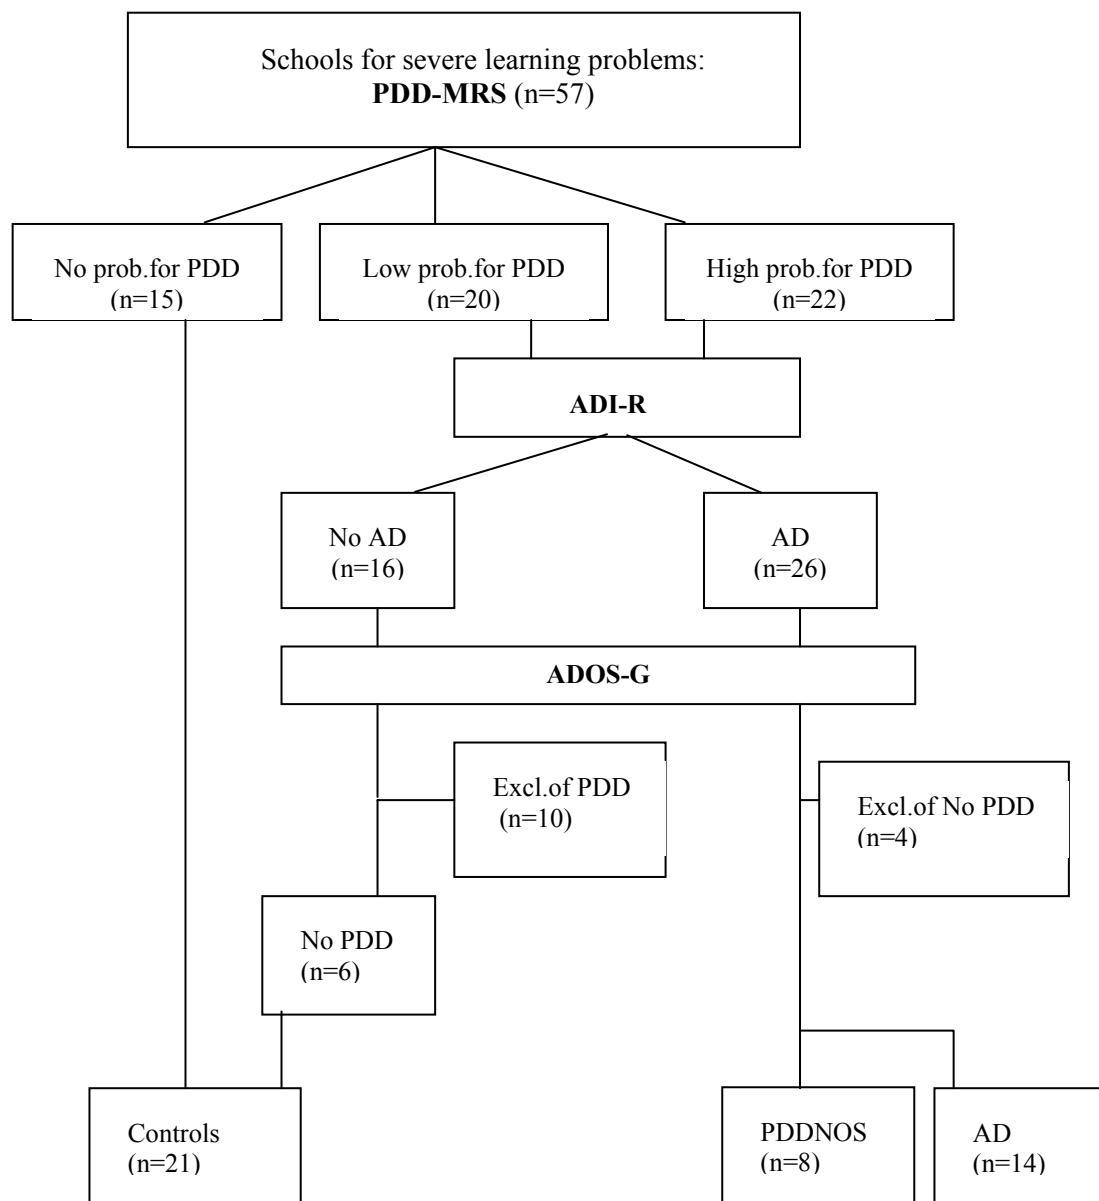 Schools for severe learning problems:
PDD-MRS (n=57)
No prob.for PDD
(n=15)
Low prob.for PDD
(n=20)
High prob.for PDD
(n=22)
ADI-R
No AD
(n=16)
AD
(n=26)
ADOS-G
Excl.of PDD
(n=10)
Excl.of No PDD
(n=4)
No PDD
(n=6)
Controls
(n=21)
PDDNOS
(n=8)
AD
(n=14)